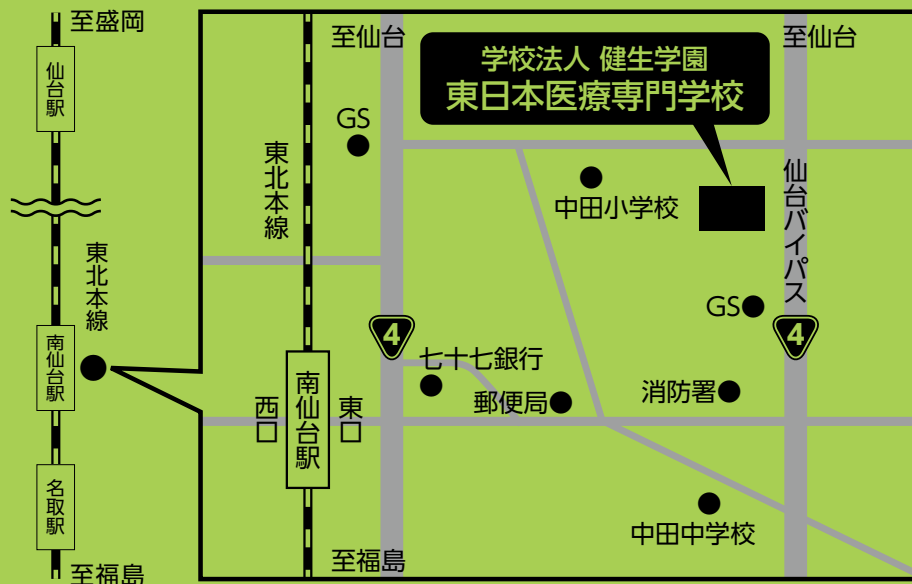 至盛岡
仙台駅
東北本線
南仙台駅
名取駅
至福島
至仙台
学校法人 健生学園
東日本医療専門学校
至仙台
GS
東北本線
中田小学校
仙台バイパス
GS
4
4
七十七銀行
南仙台駅
西口
東口
郵便局
消防署
中田中学校
至福島